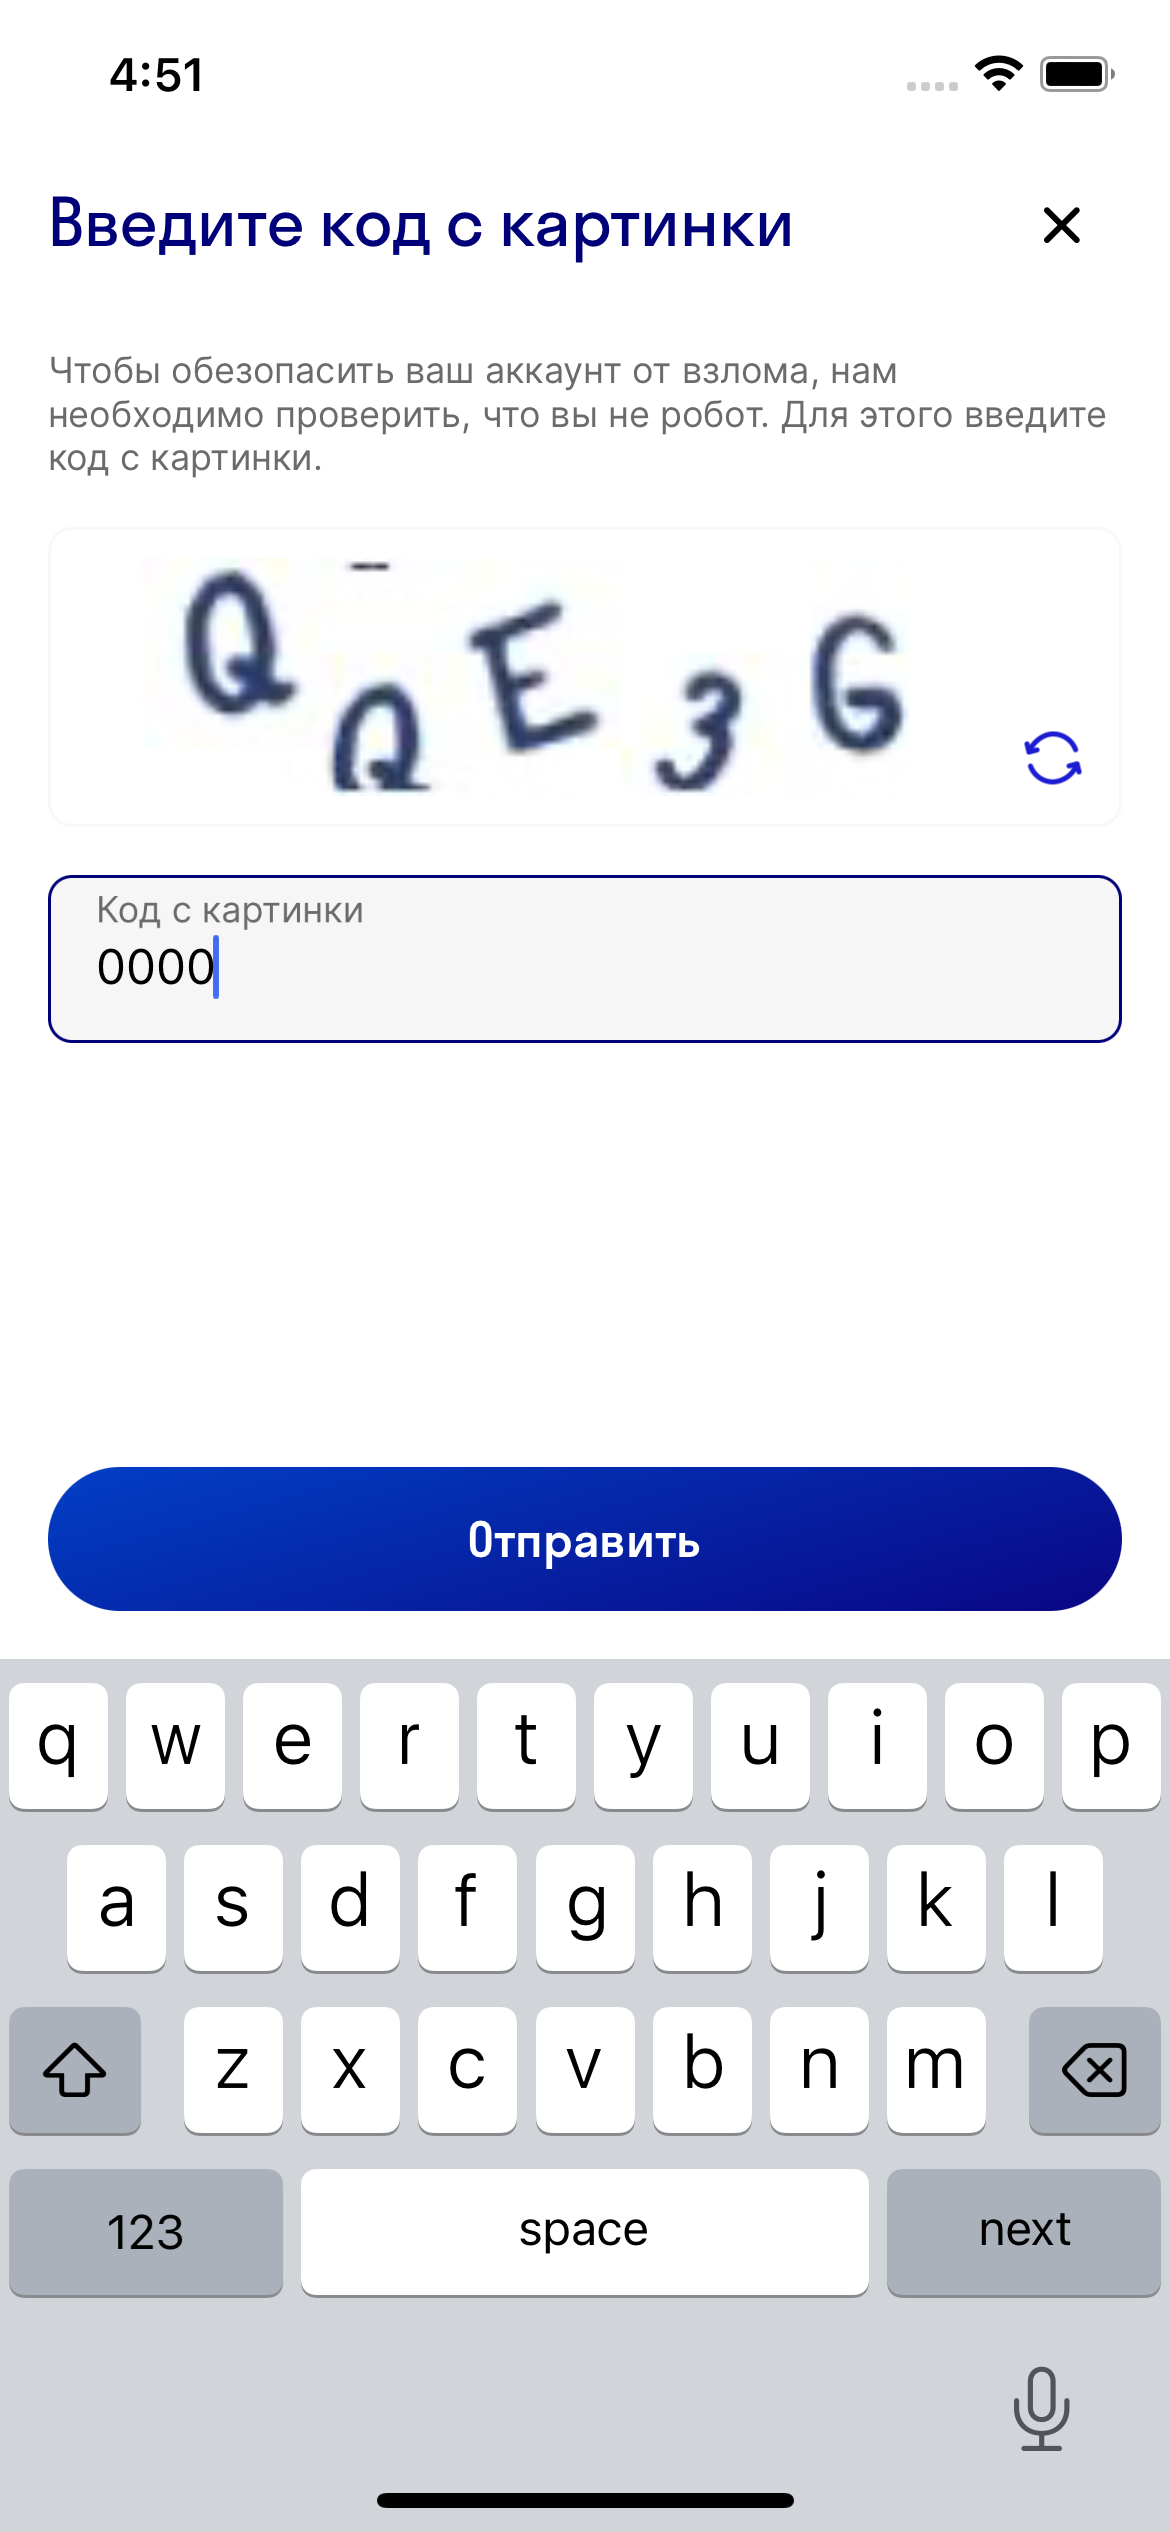 4:51
Введите код с картинки
Чтобы обезопасить ваш аккаунт от взлома, нам
необходимо проверить, что вы не робот. Для этого введите
код с картинки.
Q Q E 3 G
Код с картинки
0000
Отправить
q w e r t y u i o p
a s d f g h j k l
z x c v b n m
123 space next